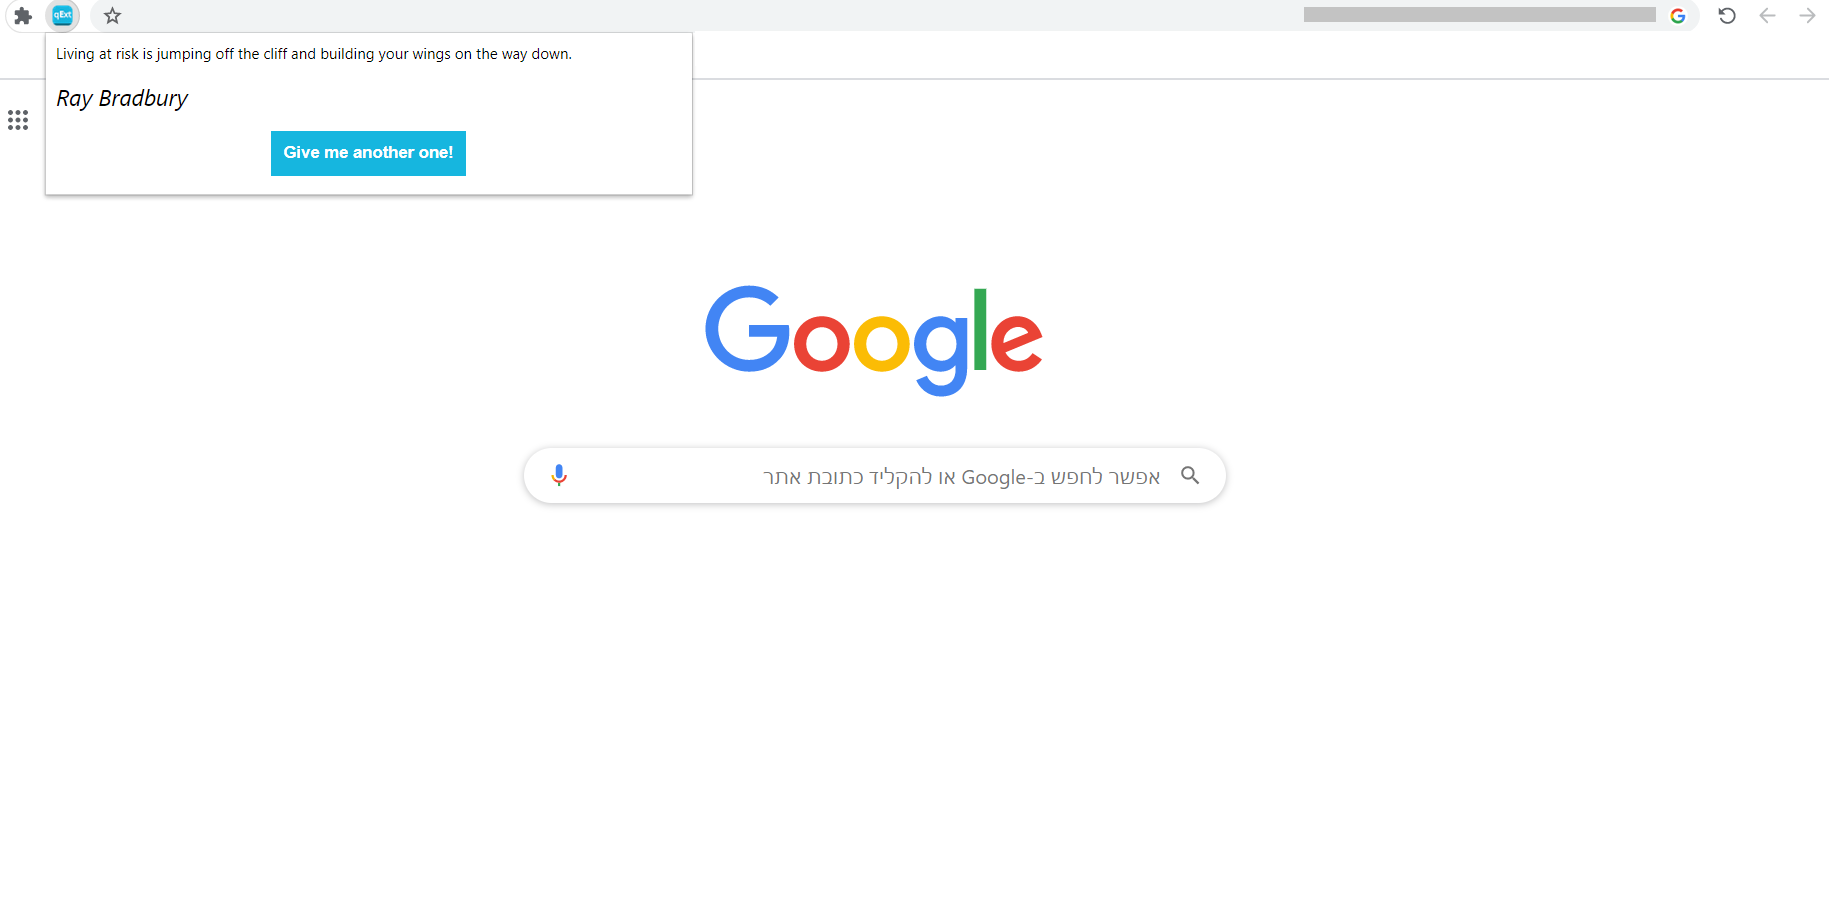 qExt
Living at risk is jumping off the cliff and building your wings on the way down.
Ray Bradbury
Give me another one!
Google
אפשר לחפש ב-Google או להקליד כתובת אתר